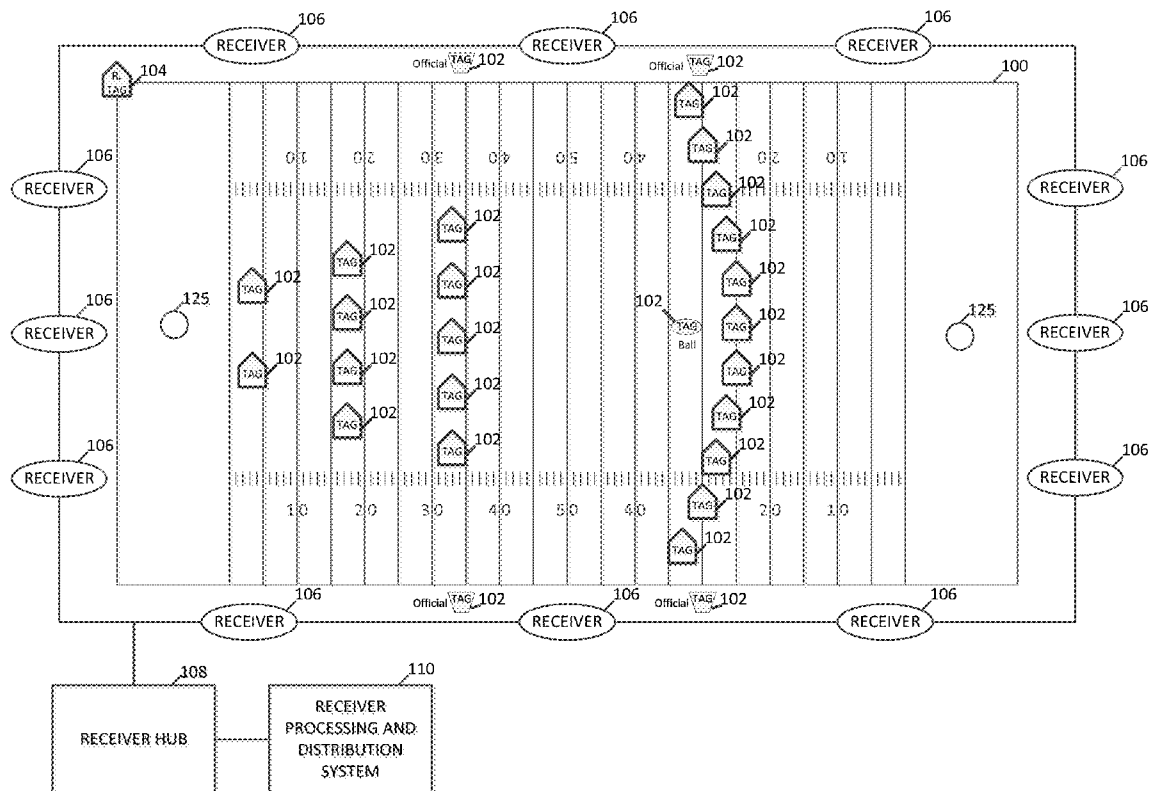 106 106 106
RECEIVER RECEIVER RECEIVER
Official TAG 102 Official TAG 102
R. TAG 104
100
TAG 102
TAG 102
10 20 30 40 50 40 20 10
106
RECEIVER
106
RECEIVER
TAG 102
TAG 102
TAG 102
TAG 102
TAG 102
TAG 102
TAG 102
TAG 102
125
106
RECEIVER
TAG 102
102 TAG
Ball
TAG 102
TAG 102
125
106
RECEIVER
TAG 102
TAG 102
TAG 102
TAG 102
TAG 102
TAG 102
TAG 102
106
RECEIVER
TAG 102
106
RECEIVER
10 20 30 40 50 40 20 10
TAG 102
TAG 102
106 106 106
Official TAG 102 Official TAG 102
RECEIVER RECEIVER RECEIVER
108
RECEIVER HUB
110
RECEIVER
PROCESSING AND
DISTRIBUTION
SYSTEM